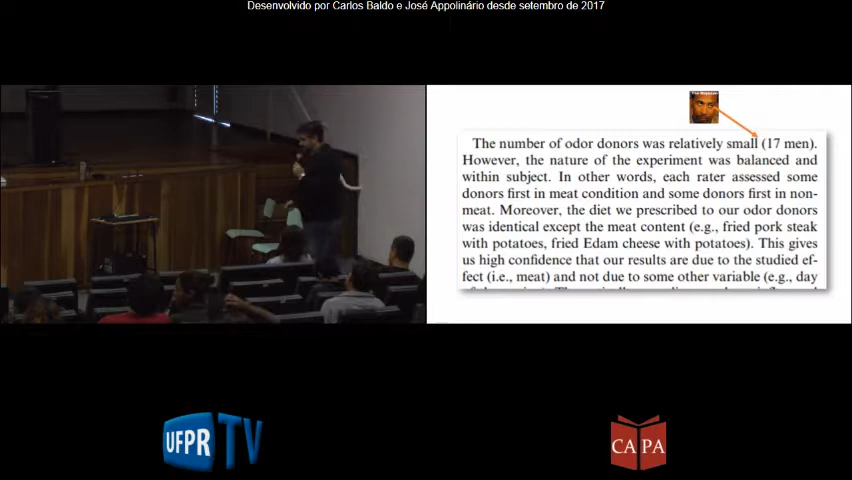 Desenvolvido por Carlos Baldo e José Appolinário desde setembro de 2017
The number of odor donors was relatively small (17 men).
However, the nature of the experiment was balanced and
within subject. In other words, each rater assessed some
donors first in meat condition and some donors first in non-
meat. Moreover, the diet we prescribed to our odor donors
was identical except the meat content (e.g., fried pork steak
with potatoes, fried Edam cheese with potatoes). This gives
us high confidence that our results are due to the studied ef-
fect (i.e., meat) and not due to some other variable (e.g., day
UFPR TV
CAPA